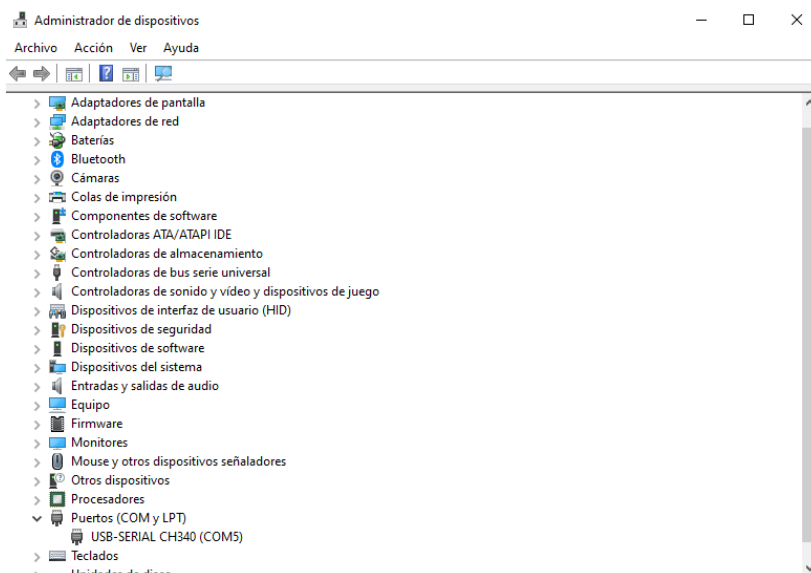 Administrador de dispositivos
Archivo Acción Ver Ayuda
Adaptadores de pantalla
Adaptadores de red
Baterías
Bluetooth
Cámaras
Colas de impresión
Componentes de software
Controladoras ATA/ATAPI IDE
Controladoras de almacenamiento
Controladoras de bus serie universal
Controladoras de sonido y vídeo y dispositivos de juego
Dispositivos de interfaz de usuario (HID)
Dispositivos de seguridad
Dispositivos de software
Dispositivos del sistema
Entradas y salidas de audio
Equipo
Firmware
Monitores
Mouse y otros dispositivos señaladores
Otros dispositivos
Procesadores
Puertos (COM y LPT)
USB-SERIAL CH340 (COM5)
Teclados
Unidades de disco